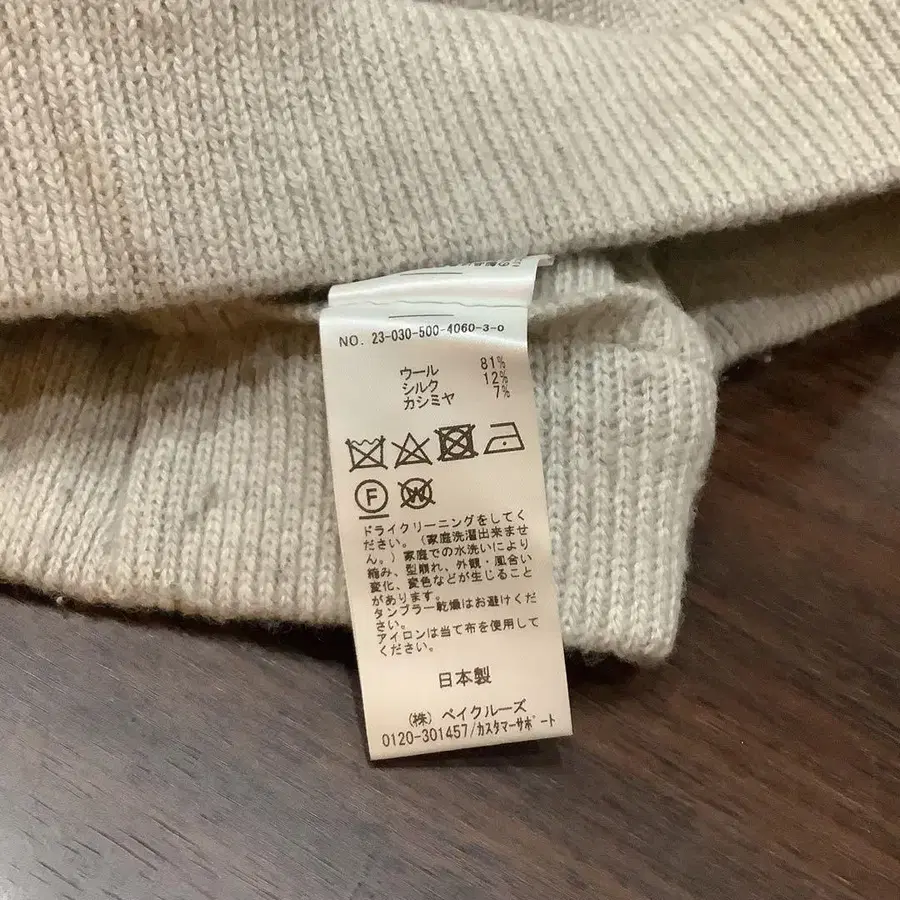 NO. 23-030-500-4060-3-0
ウール 81%
シルク 12%
カシミヤ 7%
F
W
ドライクリーニングをしてく
ださい。(家庭洗濯出来ませ
ん。)家庭での水洗いにより
縮み、型崩れ、外観・風合い
変化、変色などが生じること
があります。
タンブラー乾燥はお避けくだ
さい。
アイロンは当て布を使用して
ください。
日本製
(株) ベイクルーズ
0120-301457/カスタマーサポート